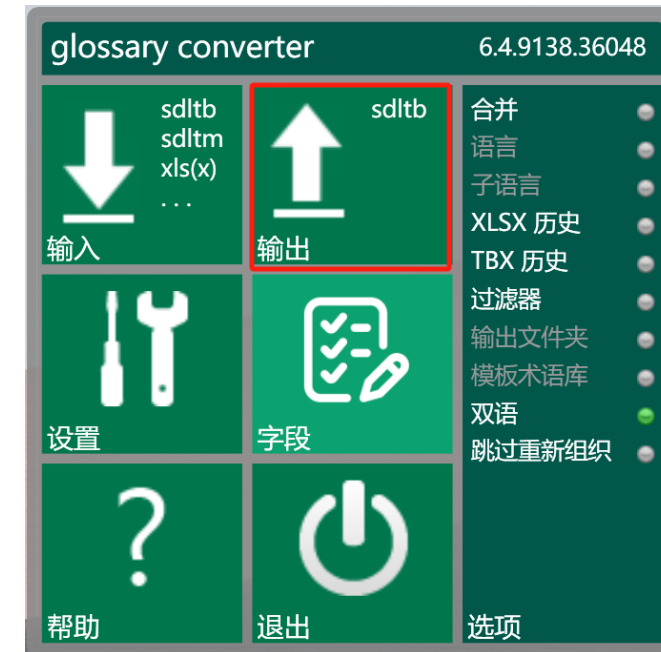 glossary converter 6.4.9138.36048
sdltb
sdltm
xls(x)
...
输入
sdltb
输出
设置
字段
?
帮助
退出
合并
语言
子语言
XLSX 历史
TBX 历史
过滤器
输出文件夹
模板术语库
双语
跳过重新组织
选项